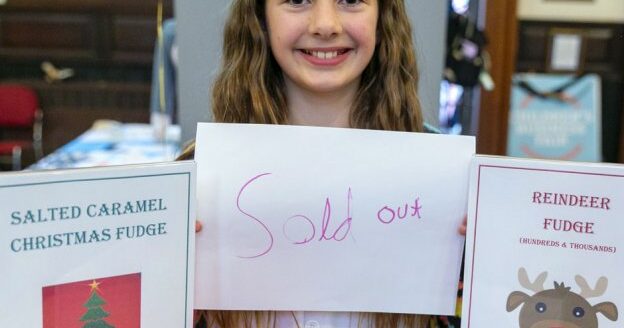 SALTED CARAMEL
CHRISTMAS FUDGE
Sold out
REINDEER
FUDGE
(HUNDREDS & THOUSANDS)